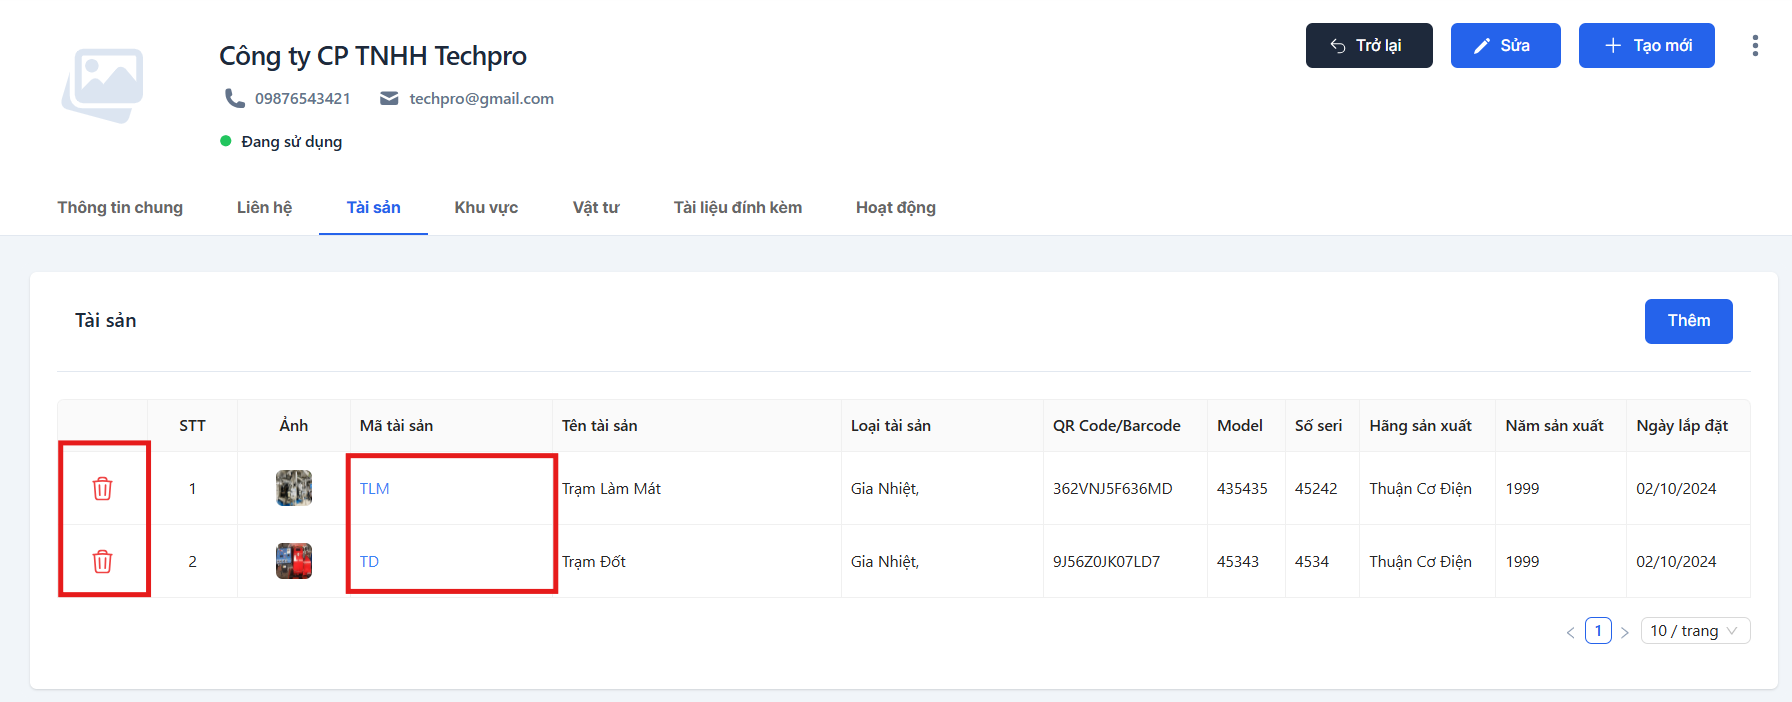 Công ty CP TNHH Techpro
Trở lại
Sửa
Tạo mới
09876543421
techpro@gmail.com
Đang sử dụng
Thông tin chung
Liên hệ
Tài sản
Khu vực
Vật tư
Tài liệu đính kèm
Hoạt động
Tài sản
Thêm
STT Ảnh Mã tài sản Tên tài sản Loại tài sản QR Code/Barcode Model Số seri Hãng sản xuất Năm sản xuất Ngày lắp đặt
1 TLM Trạm Làm Mát Gia Nhiệt, 362VNJ5F636MD 435435 45242 Thuận Cơ Điện 1999 02/10/2024
2 TD Trạm Đốt Gia Nhiệt, 9J56Z0JK07LD7 45343 4534 Thuận Cơ Điện 1999 02/10/2024
< 1 > 10 / trang